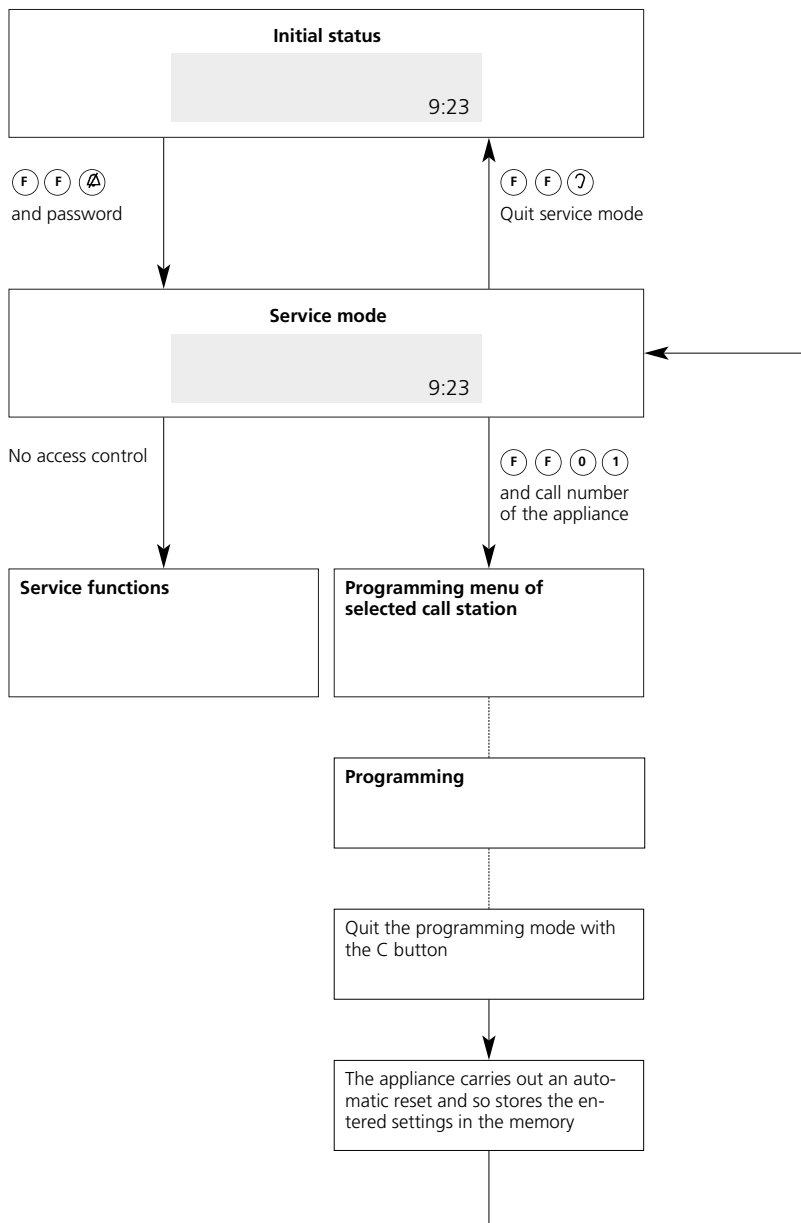 Initial status
9:23
F F
and password
F F
Quit service mode
Service mode
9:23
No access control
F F 0 1
and call number
of the appliance
Service functions
Programming menu of
selected call station
Programming
Quit the programming mode with
the C button
The appliance carries out an auto-
matic reset and so stores the en-
tered settings in the memory